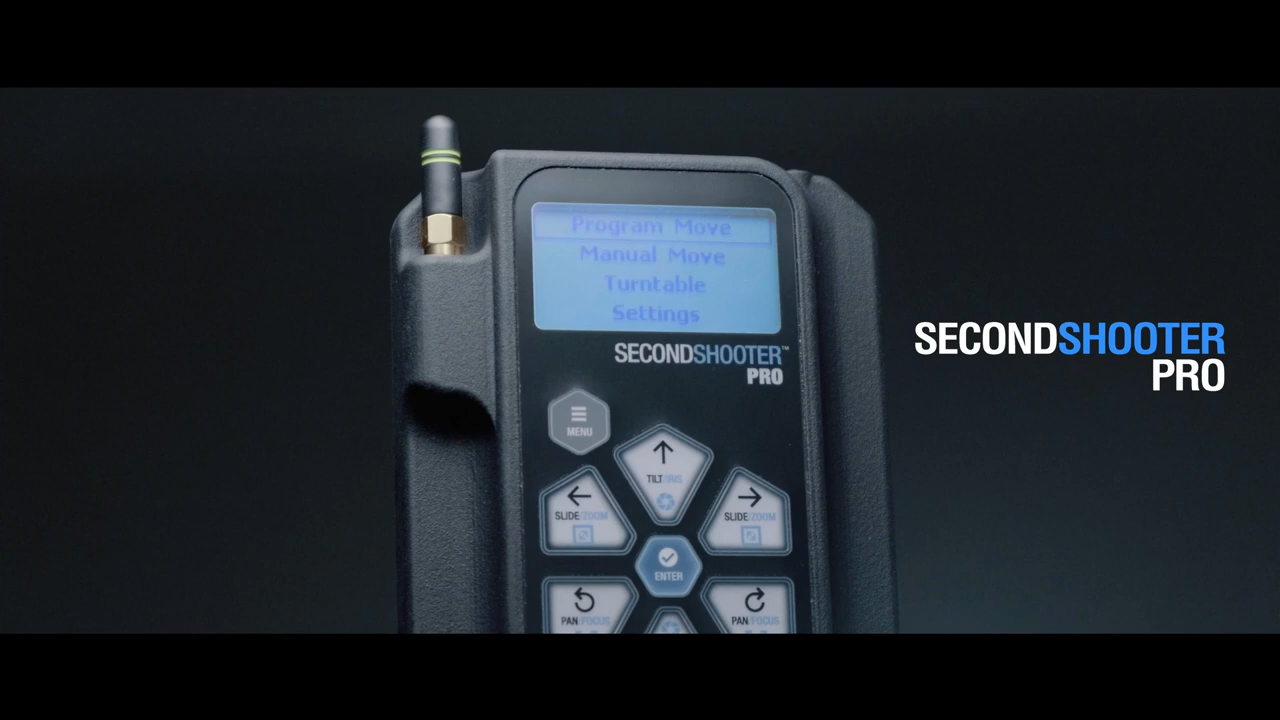 Program Move
Manual Move
Turntable
Settings
SECONDSHOOTER™
PRO
SECONDSHOOTER
PRO
MENU
TILT/IRIS
SLIDE/ZOOM
SLIDE/ZOOM
ENTER
PAN/FOCUS
PAN/FOCUS